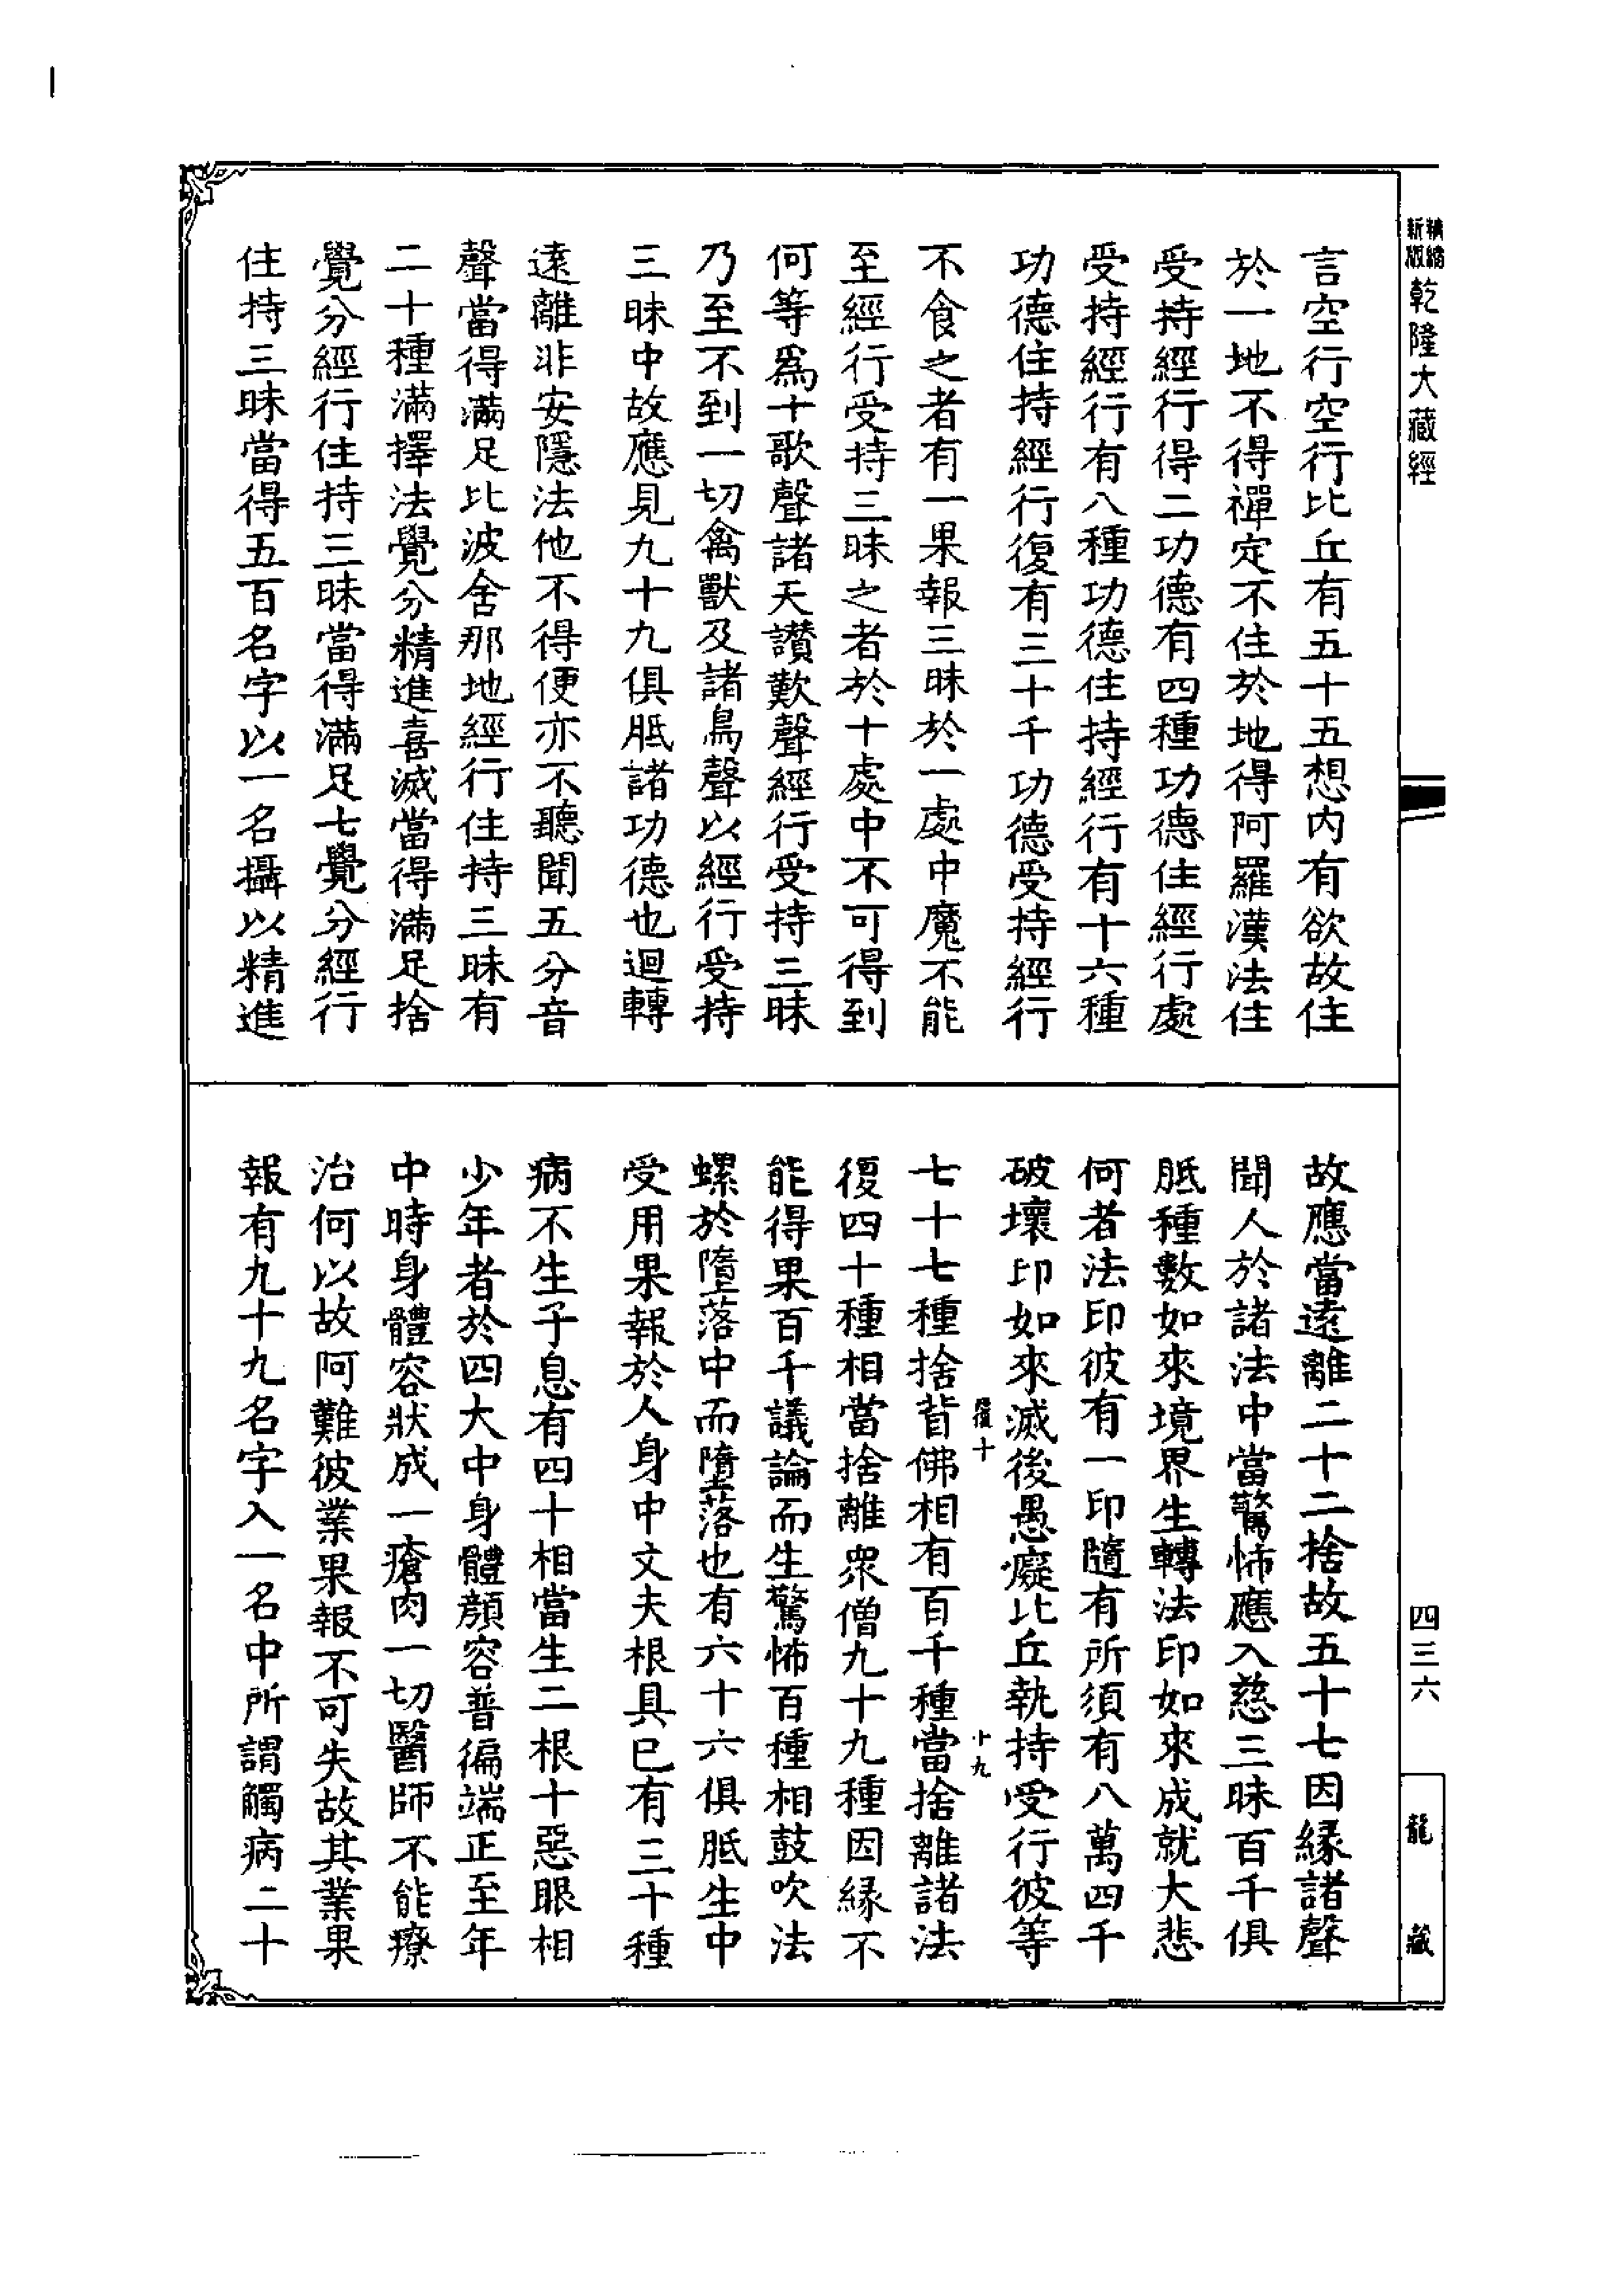 新版精縮乾隆大藏經
言空行空行比丘有五十五想内有欲故住
於一地不得禪定不住於地得阿羅漢法住
受持經行得二功德有四種功德住經行處
受持經行有八種功德住持經行有十六種
功德住持經行復有三十千功德受持經行
不食之者有一果報三昧於一處中魔不能
至經行受持三昧之者於十處中不可得到
何等爲十歌聲諸天讃歎聲經行受持三昧
乃至不到一切禽獸及諸鳥聲以經行受持
三昧中故應見九十九俱胝諸功德也迴轉
遠離非安隱法他不得便亦不聽聞五分音
聲當得滿足比波舍那地經行住持三昧有
二十種滿擇法覺分精進喜滅當得滿足捨
覺分經行住持三昧當得滿足七覺分經行
住持三昧當得五百名字以一名攝以精進
四三六
龍藏
故應當遠離二十二捨故五十七因縁諸聲
聞人於諸法中當驚怖應入慈三昧百千俱
胝種數如來境界生轉法印如來成就大悲
何者法印彼有一印隨有所須有八萬四千
破壞印如來滅後愚癡比丘執持受行彼等
十
十九
七十七種捨背佛相有百千種當捨離諸法
復四十種相當捨離衆僧九十九種因緣不
能得果百千議論而生驚怖百種相鼓吹法
螺於墮落中而墮落也有六十六俱胝生中
受用果報於人身中文夫根具已有三十種
病不生子息有四十相當生二根十惡眼相
少年者於四大中身體顏容普徧端正至年
中時身體容狀成一瘡肉一切醫師不能療
治何以故阿難彼業果報不可失故其業果
報有九十九名字入一名中所謂觸病二十